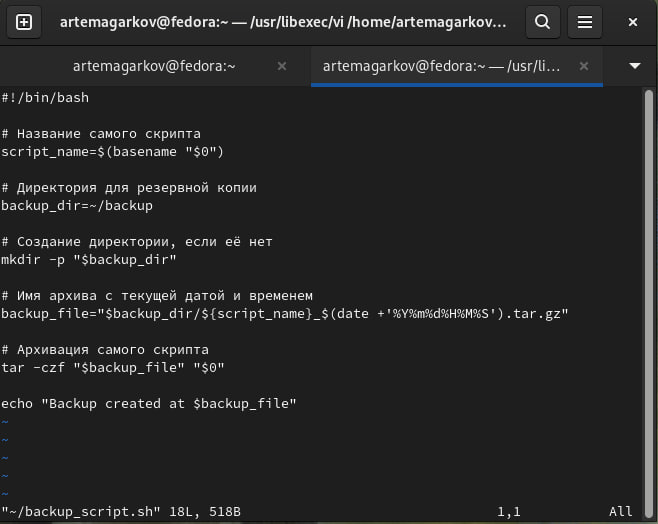 artemagarkov@fedora:~ — /usr/libexec/vi /home/artemagarkov...
artemagarkov@fedora:~ ×
artemagarkov@fedora:~ — /usr/li... ×
#!/bin/bash
# Название самого скрипта
script_name=$(basename "$0")
# Директория для резервной копии
backup_dir=~/backup
# Создание директории, если её нет
mkdir -p "$backup_dir"
# Имя архива с текущей датой и временем
backup_file="$backup_dir/${script_name}_$(date +'%Y%m%d%H%M%S').tar.gz"
# Архивация самого скрипта
tar -czf "$backup_file" "$0"
echo "Backup created at $backup_file"
~
~
~
~
~
"~/backup_script.sh" 18L, 518B 1,1 All